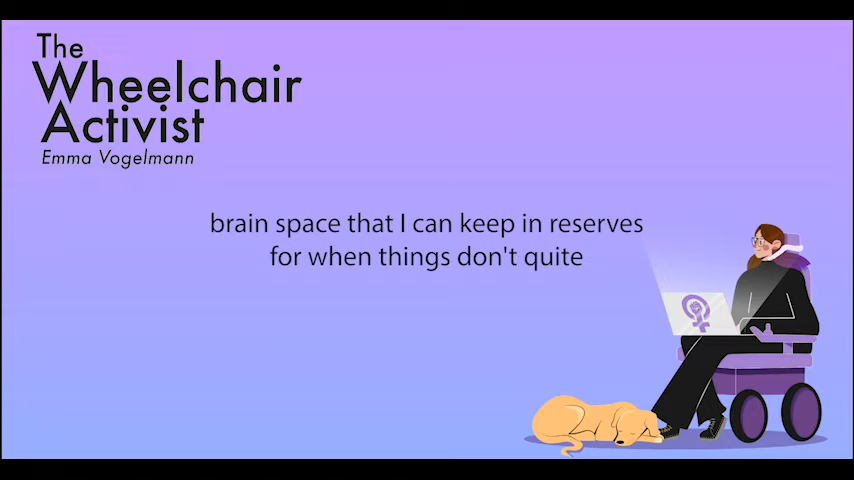 The
Wheelchair
Activist
Emma Vogelmann
brain space that I can keep in reserves
for when things don't quite